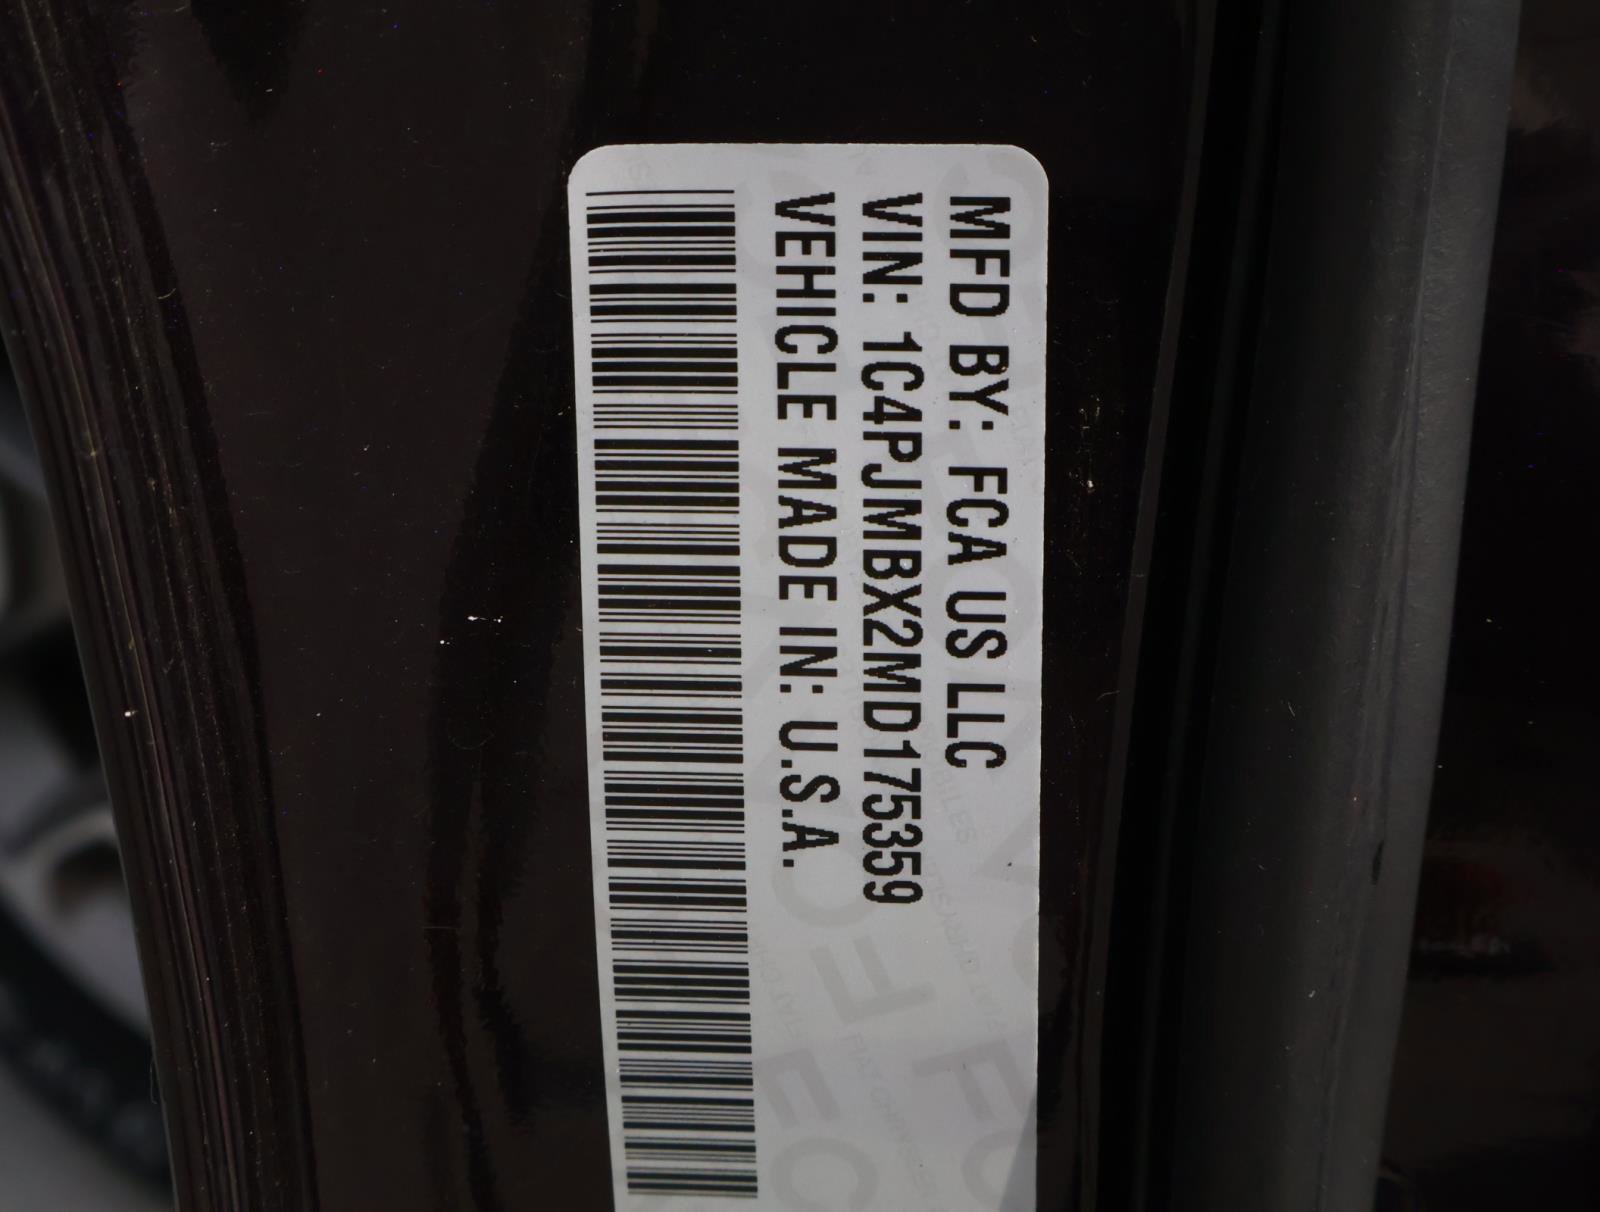 MFD BY: FCA US LLC
VIN: 1C4PJMBX2MD175359
VEHICLE MADE IN: U.S.A.